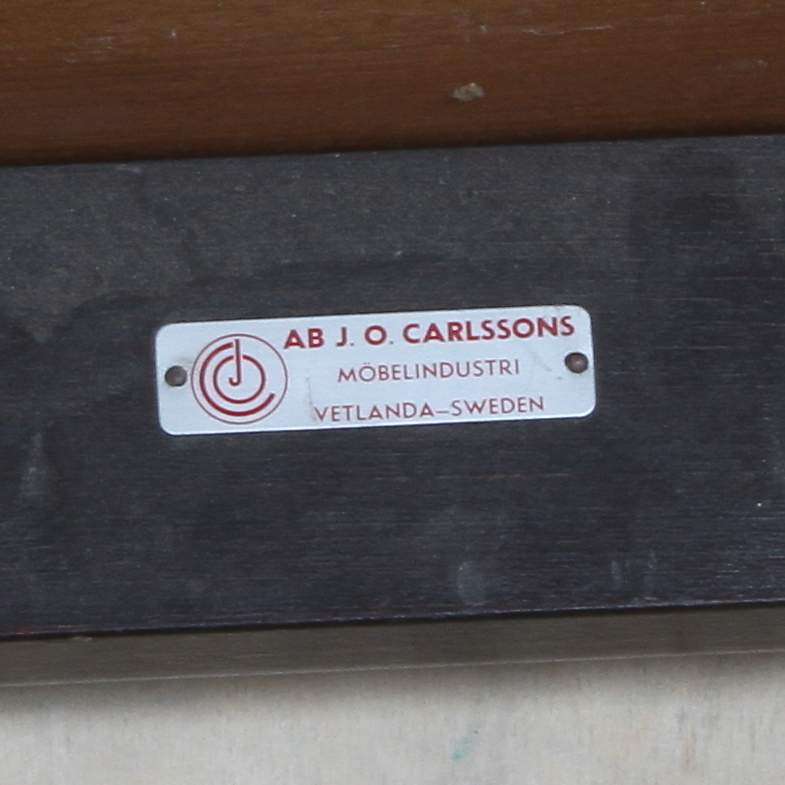 AB J. O. CARLSSONS
MÖBELINDUSTRI
VETLANDA–SWEDEN